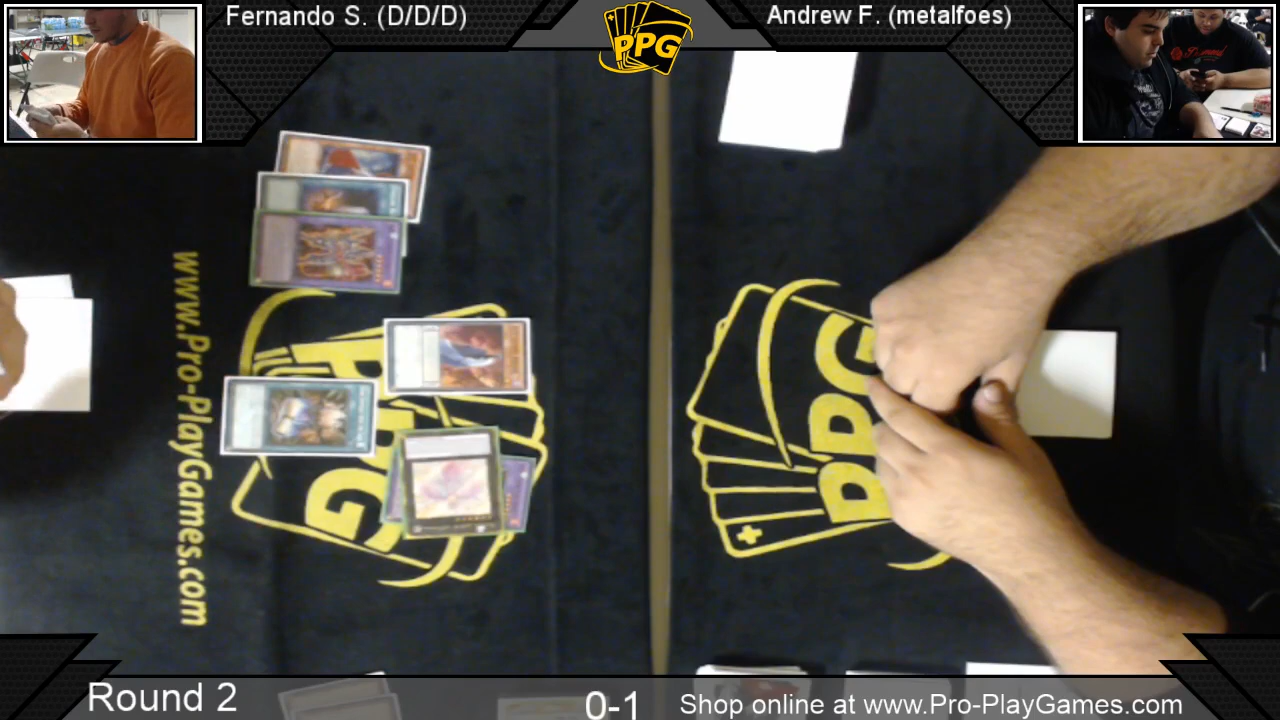 Fernando S. (D/D/D)
PPG
Andrew F. (metalfoes)
www.Pro-PlayGames.com
PPG
PPG
Round 2
0-1
Shop online at www.Pro-PlayGames.com